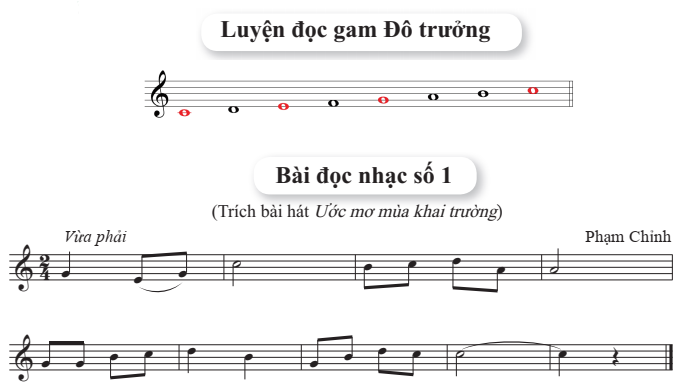 Luyện đọc gam Đô trưởng
Bài đọc nhạc số 1
(Trích bài hát Ước mơ mùa khai trường)
Vừa phải
Phạm Chỉnh
2
4